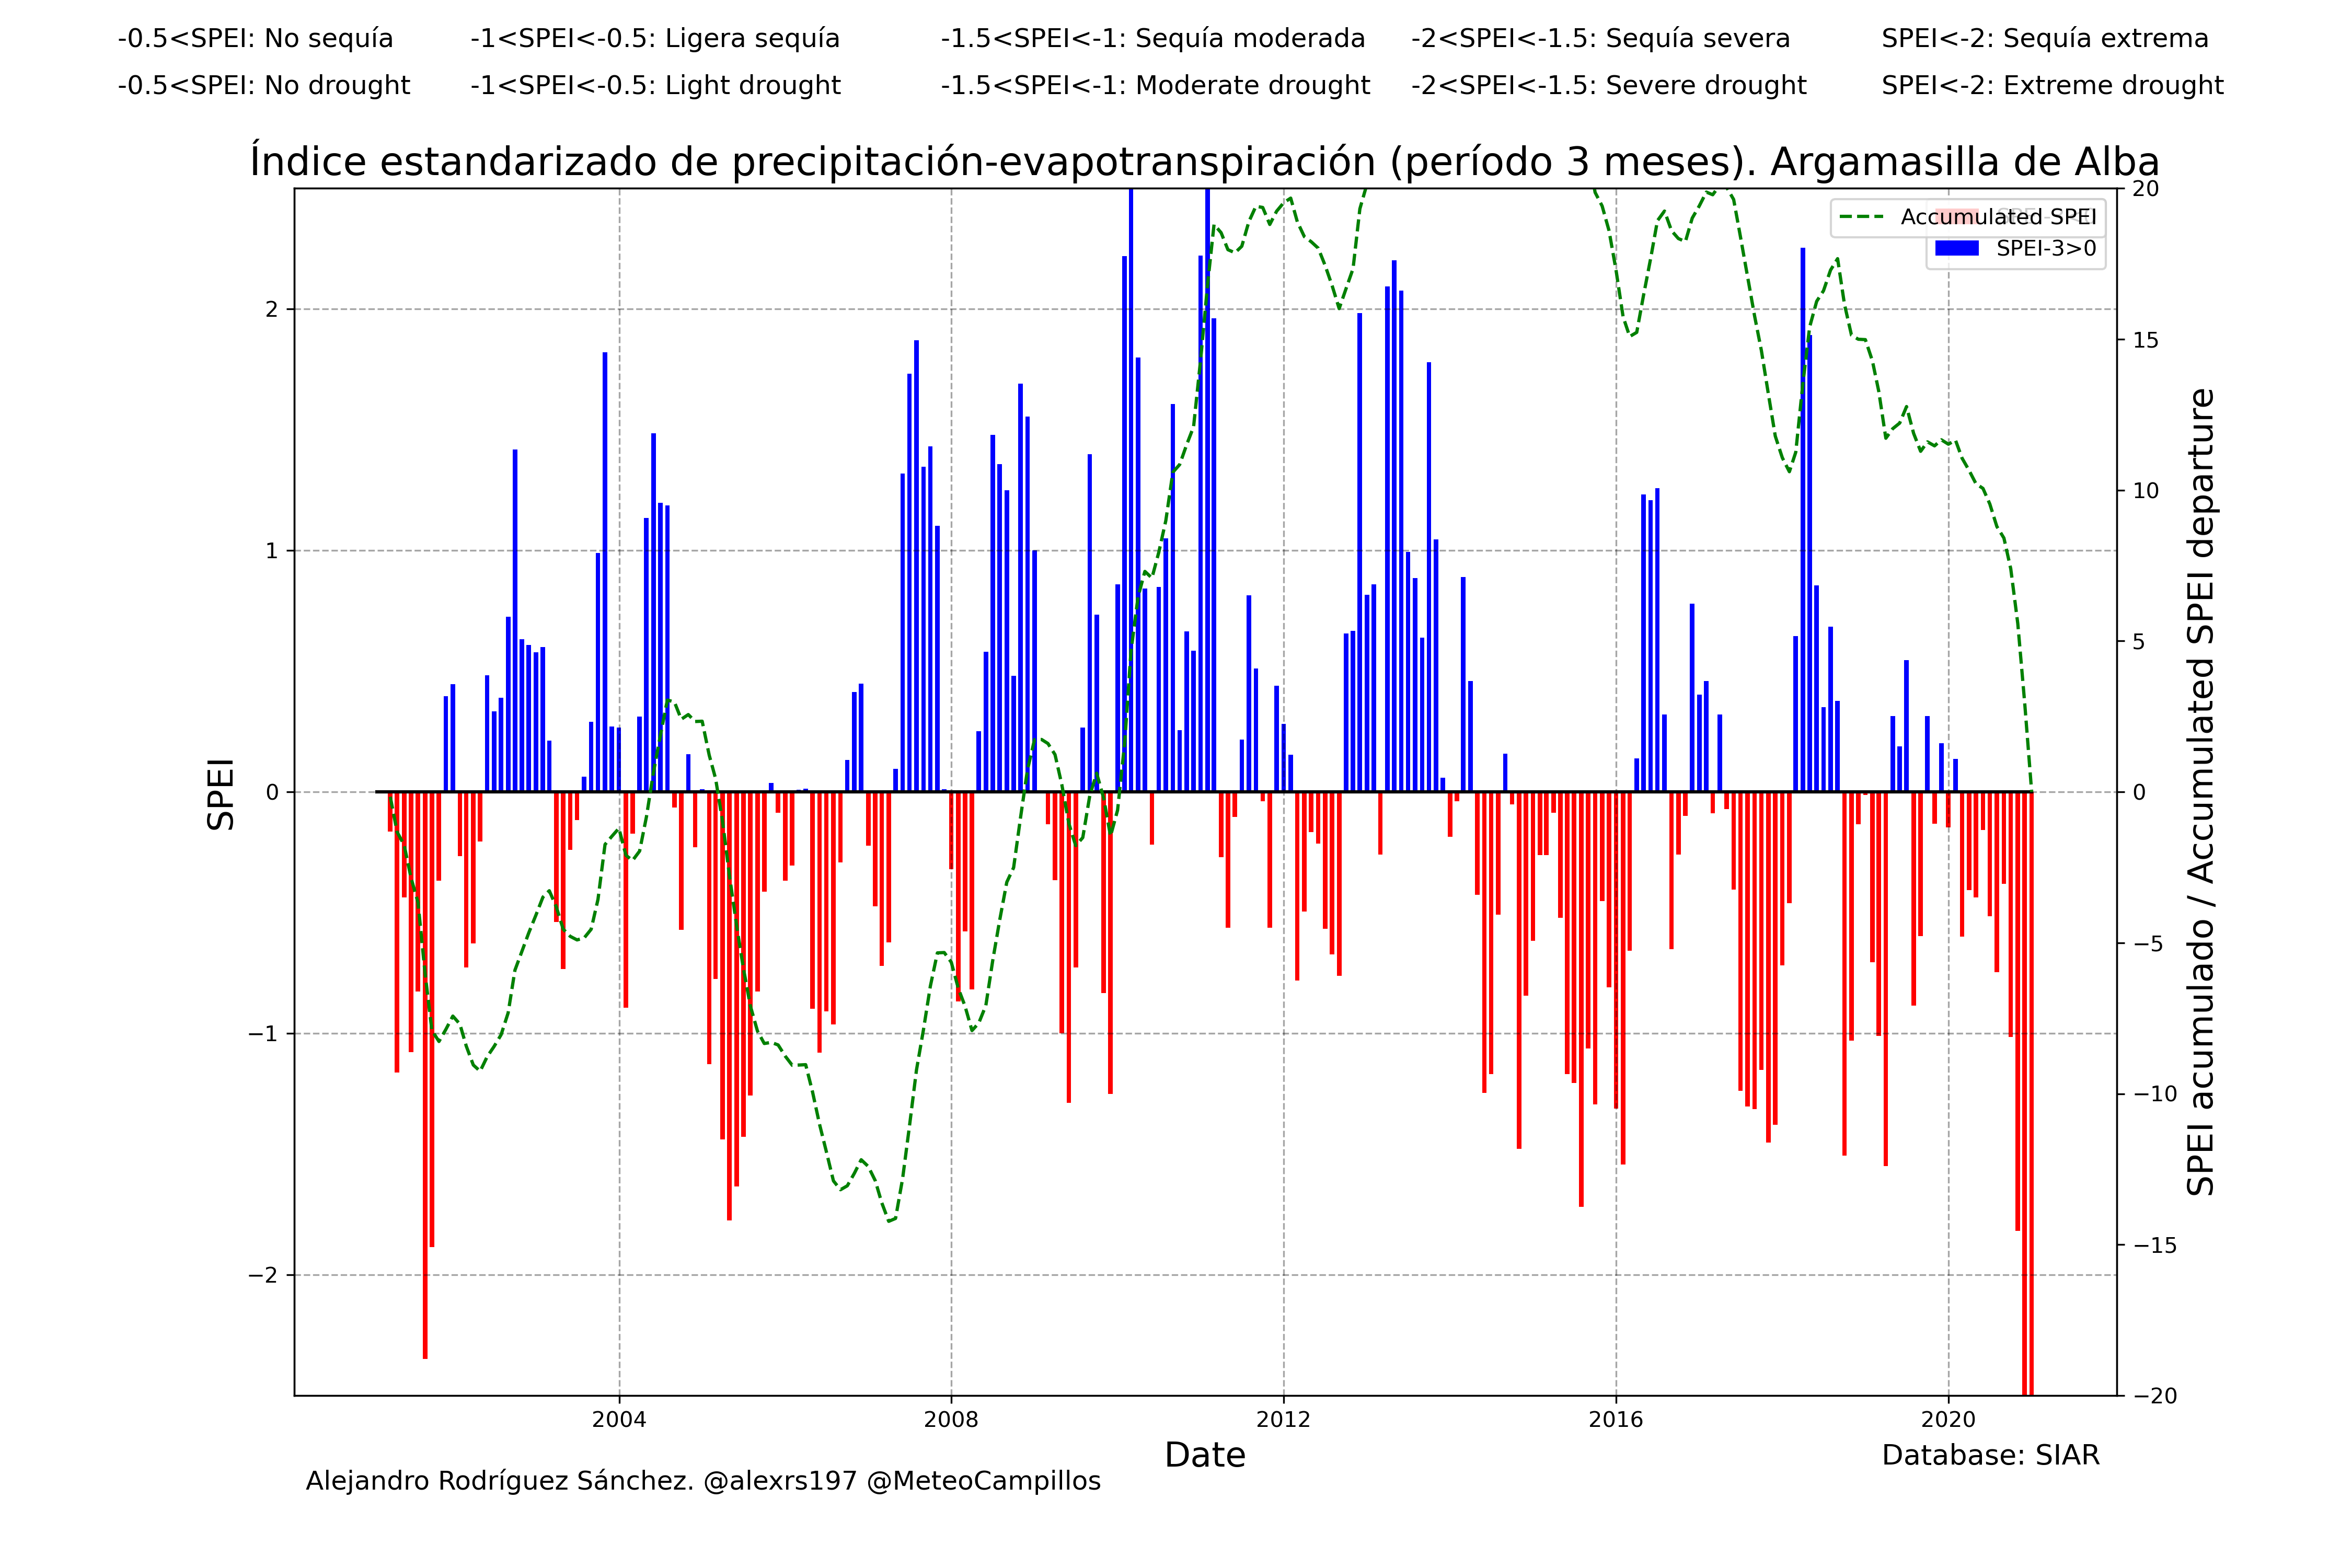 -0.5<SPEI: No sequía
-1<SPEI<-0.5: Ligera sequía
-1.5<SPEI<-1: Sequía moderada
-2<SPEI<-1.5: Sequía severa
SPEI<-2: Sequía extrema
-0.5<SPEI: No drought
-1<SPEI<-0.5: Light drought
-1.5<SPEI<-1: Moderate drought
-2<SPEI<-1.5: Severe drought
SPEI<-2: Extreme drought
Índice estandarizado de precipitación-evapotranspiración (período 3 meses). Argamasilla de Alba
Accumulated SPEI
SPEI-3>0
SPEI
2
1
0
−1
−2
20
15
10
5
0
−5
−10
−15
−20
SPEI acumulado / Accumulated SPEI departure
2004
2008
2012
2016
2020
Date
Database: SIAR
Alejandro Rodríguez Sánchez. @alexrs197 @MeteoCampillos